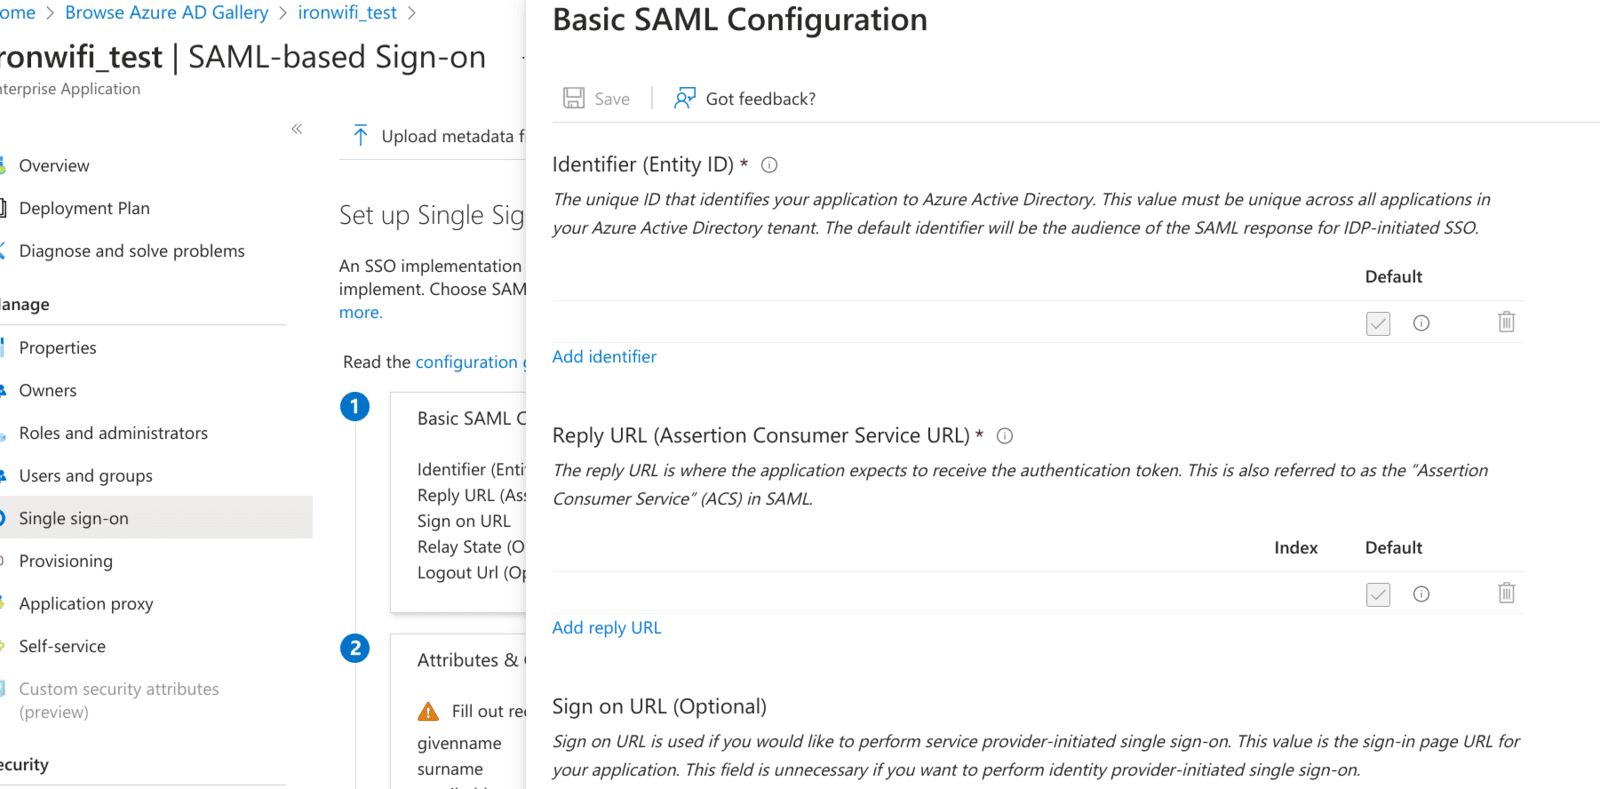 ome > Browse Azure AD Gallery > ironwifi_test >
ronwifi_test | SAML-based Sign-on
nterprise Application
«
Overview
Deployment Plan
Diagnose and solve problems
lanage
Properties
Owners
Roles and administrators
Users and groups
Single sign-on
Provisioning
Application proxy
Self-service
Custom security attributes
(preview)
ecurity
Upload metadata f
Set up Single Sig
An SSO implementation
implement. Choose SAM
more.
Read the configuration g
1
Basic SAML C
Identifier (Enti
Reply URL (Ass
Sign on URL
Relay State (O
Logout Url (Op
2
Attributes & C
Fill out rec
givenname
surname
Basic SAML Configuration
Save | Got feedback?
Identifier (Entity ID) *
The unique ID that identifies your application to Azure Active Directory. This value must be unique across all applications in
your Azure Active Directory tenant. The default identifier will be the audience of the SAML response for IDP-initiated SSO.
Default
Add identifier
Reply URL (Assertion Consumer Service URL) *
The reply URL is where the application expects to receive the authentication token. This is also referred to as the "Assertion
Consumer Service" (ACS) in SAML.
Index Default
Add reply URL
Sign on URL (Optional)
Sign on URL is used if you would like to perform service provider-initiated single sign-on. This value is the sign-in page URL for
your application. This field is unnecessary if you want to perform identity provider-initiated single sign-on.